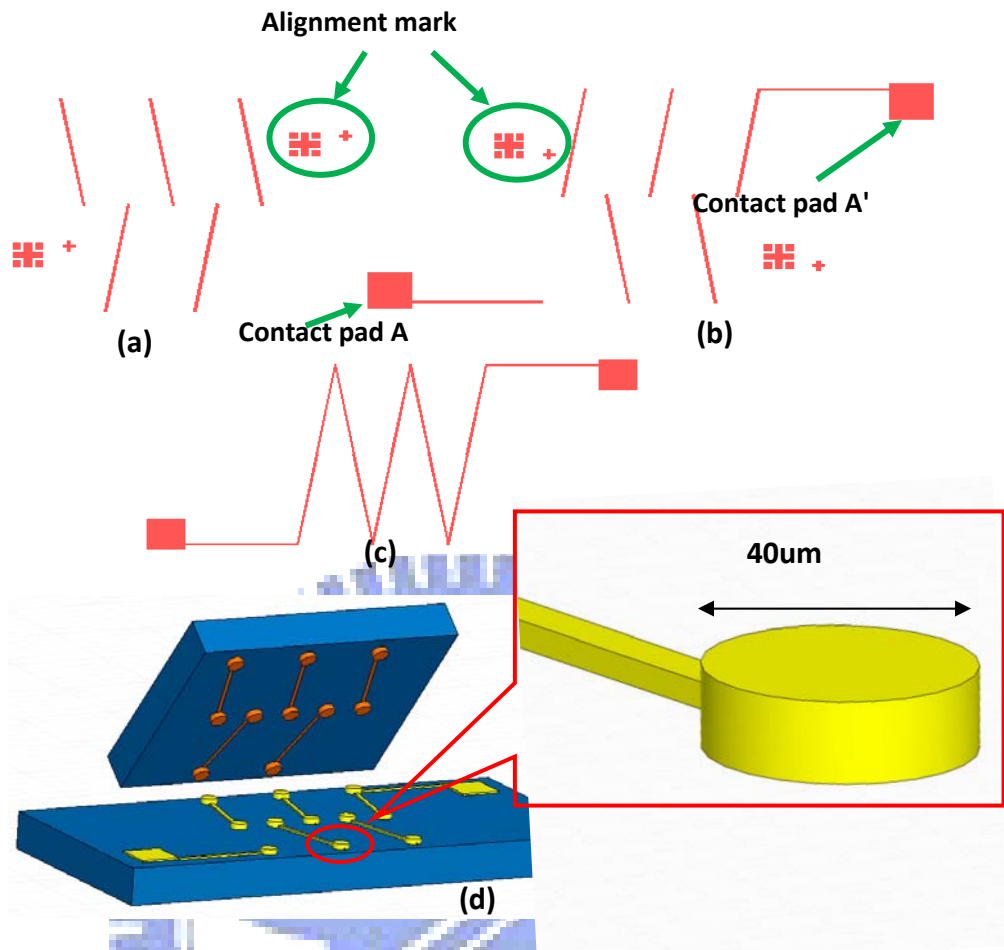 Alignment mark
Contact pad A'
(a)
Contact pad A
(b)
(c)
40um
(d)